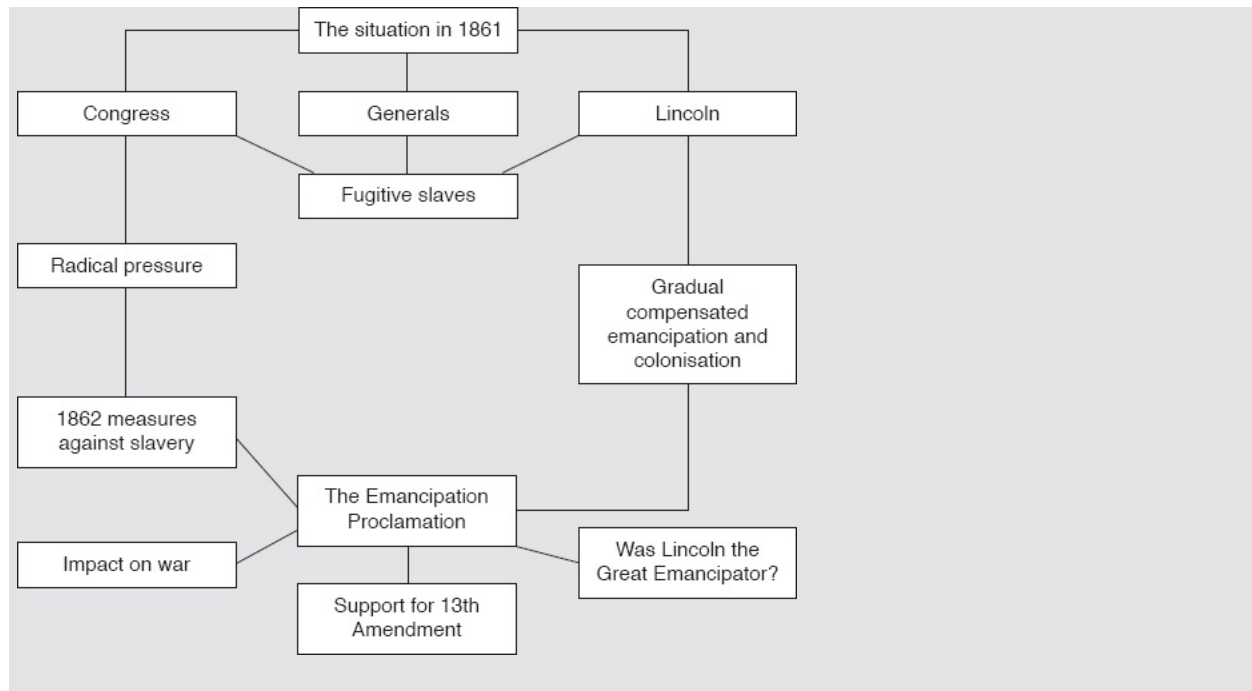 The situation in 1861
Congress
Generals
Lincoln
Fugitive slaves
Radical pressure
Gradual
compensated
emancipation and
colonisation
1862 measures
against slavery
The Emancipation
Proclamation
Impact on war
Was Lincoln the
Great Emancipator?
Support for 13th
Amendment